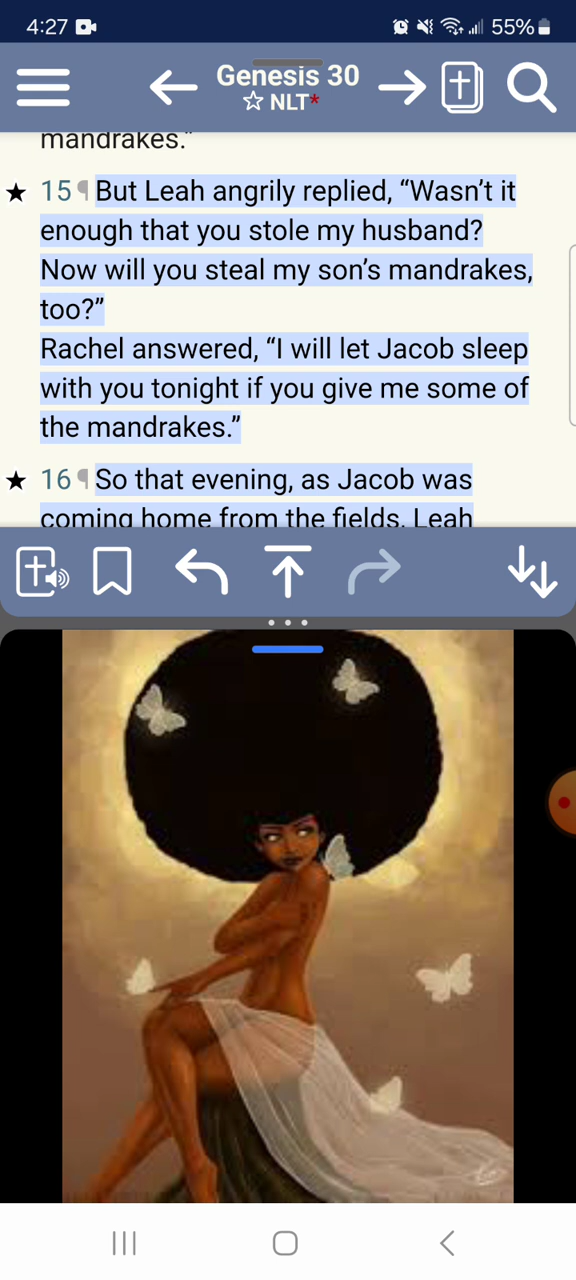 4:27
55%
Genesis 30
☆ NLT*
mandrakes.”
★ 15 ¶ But Leah angrily replied, “Wasn’t it
enough that you stole my husband?
Now will you steal my son’s mandrakes,
too?”
Rachel answered, “I will let Jacob sleep
with you tonight if you give me some of
the mandrakes.”
★ 16 ¶ So that evening, as Jacob was
coming home from the fields, Leah